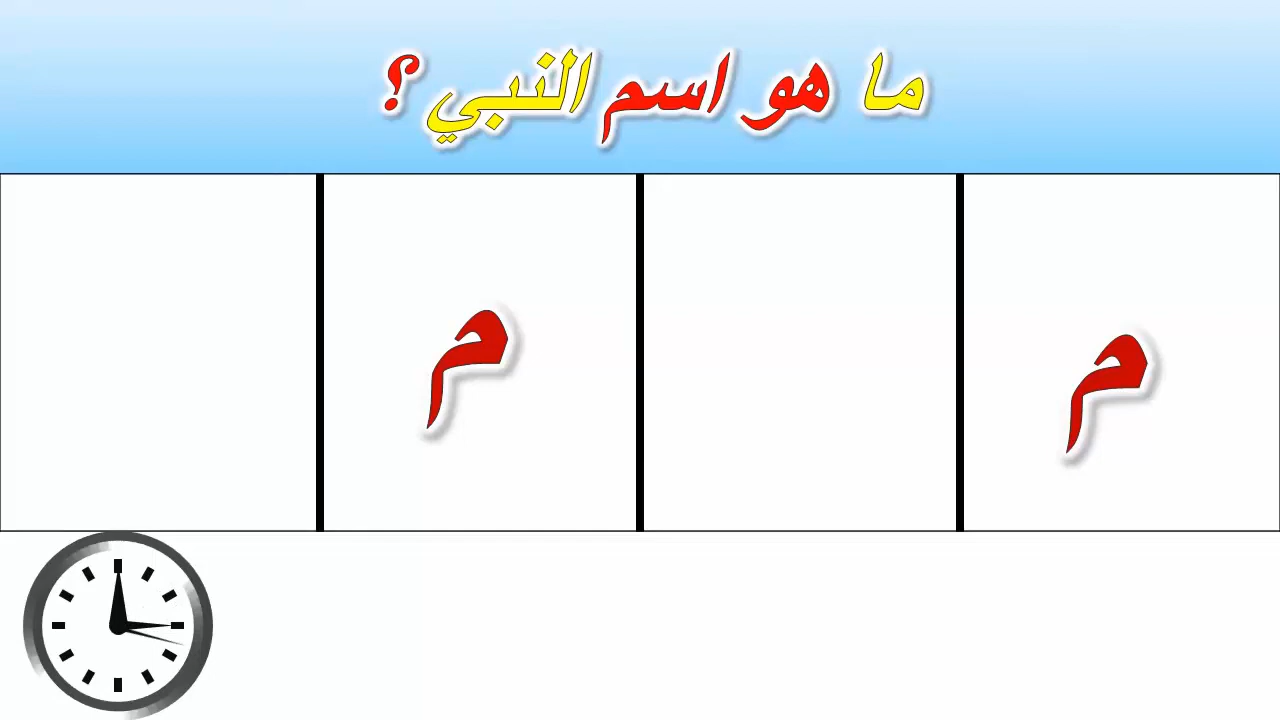 ما هو اسم النبي ؟
م م